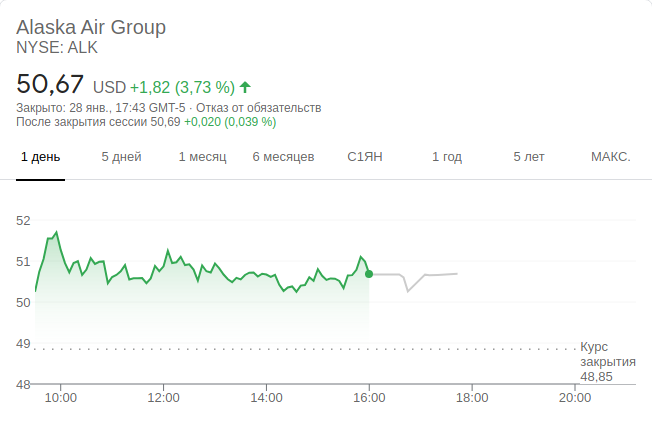 Alaska Air Group
NYSE: ALK
50,67 USD +1,82 (3,73 %)
Закрыто: 28 янв., 17:43 GMT-5 · Отказ от обязательств
После закрытия сессии 50,69 +0,020 (0,039 %)
1 день 5 дней 1 месяц 6 месяцев С1ЯН 1 год 5 лет МАКС.
52
51
50
49
Курс
закрытия
48,85
48
10:00 12:00 14:00 16:00 18:00 20:00